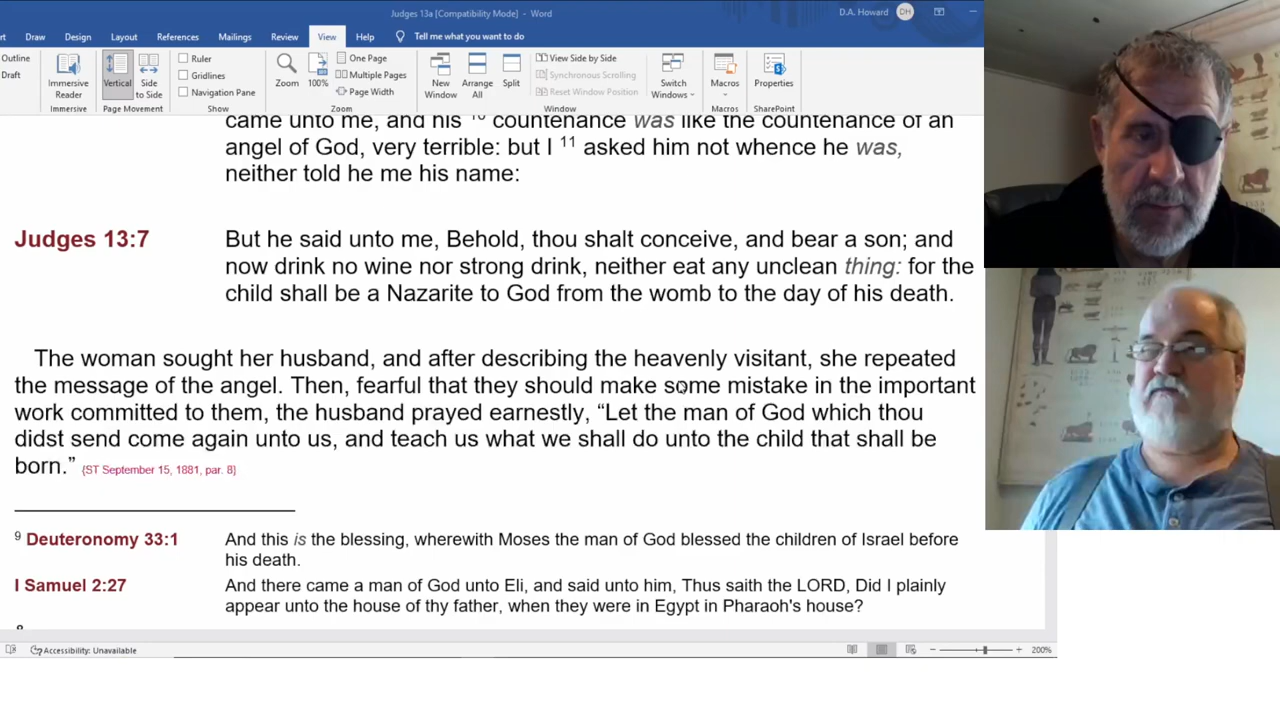 Judges 13a [Compatibility Mode] - Word
D.A. Howard DH
Draw Design Layout References Mailings Review View Help Tell me what you want to do
Outline
Draft
Immersive Reader
Immersive
Vertical
Side to Side
Page Movement
Ruler
Gridlines
Navigation Pane
Show
Zoom
100%
One Page
Multiple Pages
Page Width
Zoom
New Window
Arrange All
Split
View Side by Side
Synchronous Scrolling
Reset Window Position
Window
Switch Windows
Macros
Macros
Properties
SharePoint
came unto me, and his 10 countenance was like the countenance of an
angel of God, very terrible: but I 11 asked him not whence he was,
neither told he me his name:
Judges 13:7 But he said unto me, Behold, thou shalt conceive, and bear a son; and
now drink no wine nor strong drink, neither eat any unclean thing: for the
child shall be a Nazarite to God from the womb to the day of his death.
The woman sought her husband, and after describing the heavenly visitant, she repeated
the message of the angel. Then, fearful that they should make some mistake in the important
work committed to them, the husband prayed earnestly, “Let the man of God which thou
didst send come again unto us, and teach us what we shall do unto the child that shall be
born.” {ST September 15, 1881, par. 8}
9 Deuteronomy 33:1 And this is the blessing, wherewith Moses the man of God blessed the children of Israel before
his death.
I Samuel 2:27 And there came a man of God unto Eli, and said unto him, Thus saith the LORD, Did I plainly
appear unto the house of thy father, when they were in Egypt in Pharaoh's house?
Accessibility: Unavailable
200%